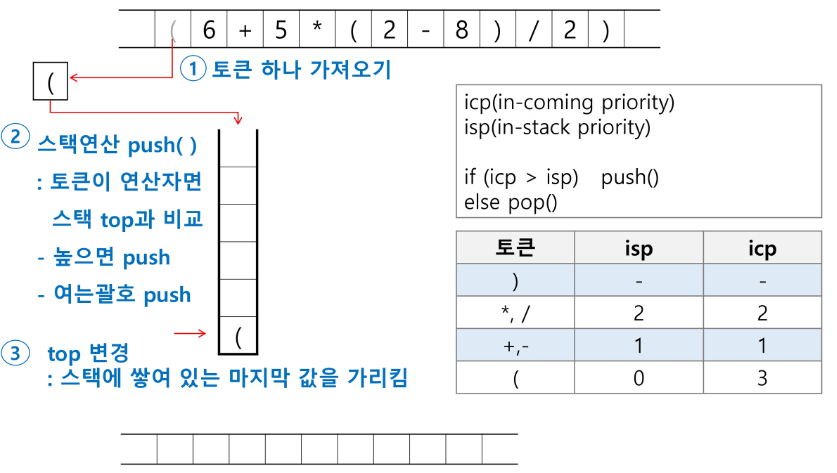 ( 6 + 5 * ( 2 - 8 ) / 2 )
① 토큰 하나 가져오기
(
② 스택연산 push( )
: 토큰이 연산자면
스택 top과 비교
- 높으면 push
- 여는괄호 push
(
③ top 변경
: 스택에 쌓여 있는 마지막 값을 가리킴
icp(in-coming priority)
isp(in-stack priority)
if (icp > isp) push()
else pop()
토큰 isp icp
) - -
*, / 2 2
+,- 1 1
( 0 3